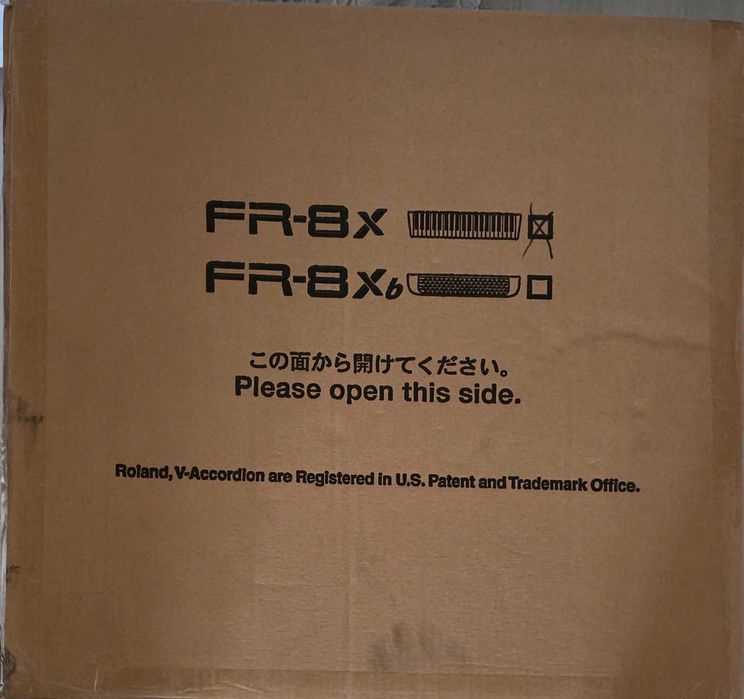 FR-8x
FR-8xb
この面から開けてください。
Please open this side.
Roland, V-Accordion are Registered in U.S. Patent and Trademark Office.